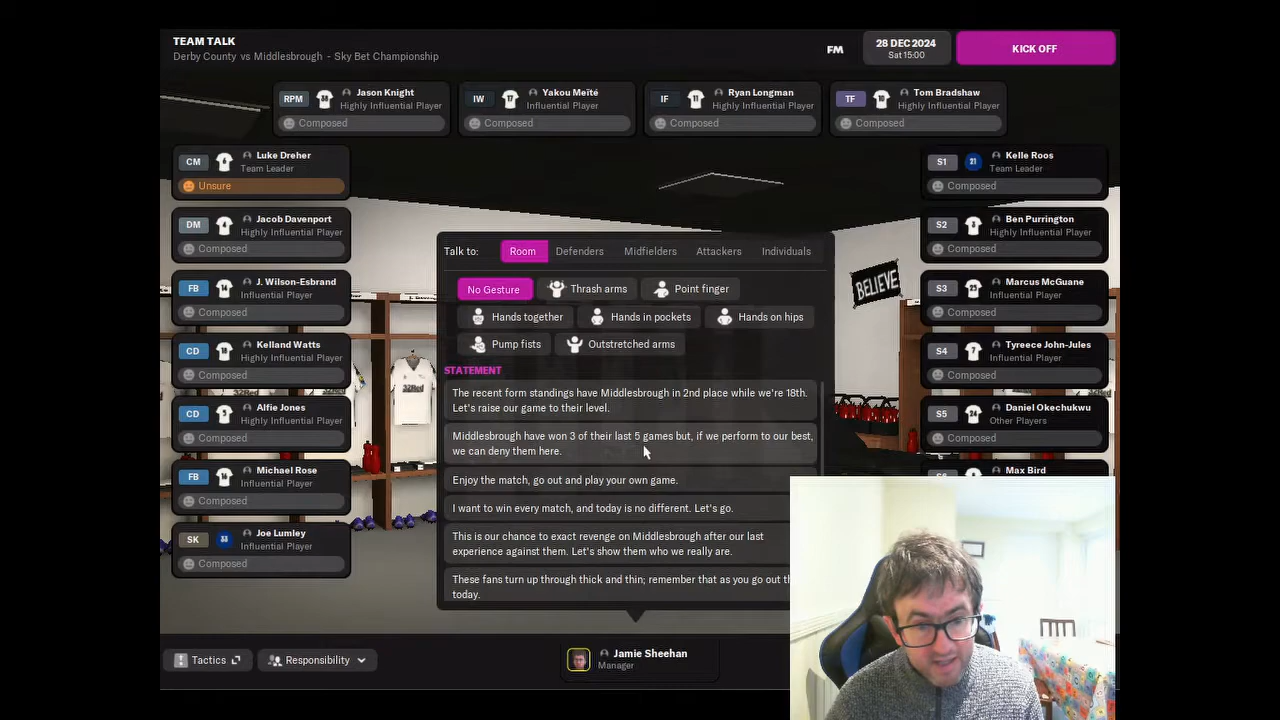 TEAM TALK
Derby County vs Middlesbrough - Sky Bet Championship
FM
28 DEC 2024
Sat 15:00
KICK OFF
RPM
Jason Knight
Highly Influential Player
Composed
IW
17
Yakou Meïté
Influential Player
Composed
IF
11
Ryan Longman
Highly Influential Player
Composed
TF
10
Tom Bradshaw
Highly Influential Player
Composed
CM
6
Luke Dreher
Team Leader
Unsure
DM
4
Jacob Davenport
Highly Influential Player
Composed
FB
J. Wilson-Esbrand
Influential Player
Composed
CD
Kelland Watts
Highly Influential Player
Composed
CD
5
Alfie Jones
Highly Influential Player
Composed
FB
Michael Rose
Influential Player
Composed
SK
33
Joe Lumley
Influential Player
Composed
Talk to:
Room
Defenders
Midfielders
Attackers
Individuals
No Gesture
Thrash arms
Point finger
Hands together
Hands in pockets
Hands on hips
Pump fists
Outstretched arms
STATEMENT
The recent form standings have Middlesbrough in 2nd place while we're 18th.
Let's raise our game to their level.
Middlesbrough have won 3 of their last 5 games but, if we perform to our best,
we can deny them here.
Enjoy the match, go out and play your own game.
I want to win every match, and today is no different. Let's go.
This is our chance to exact revenge on Middlesbrough after our last
experience against them. Let's show them who we really are.
These fans turn up through thick and thin; remember that as you go out
today.
BELIEVE
32Red
S1
21
Kelle Roos
Team Leader
Composed
S2
3
Ben Purrington
Highly Influential Player
Composed
S3
Marcus McGuane
Influential Player
Composed
S4
7
Tyreece John-Jules
Influential Player
Composed
S5
24
Daniel Okechukwu
Other Players
Composed
Max Bird
Tactics
Responsibility
Jamie Sheehan
Manager